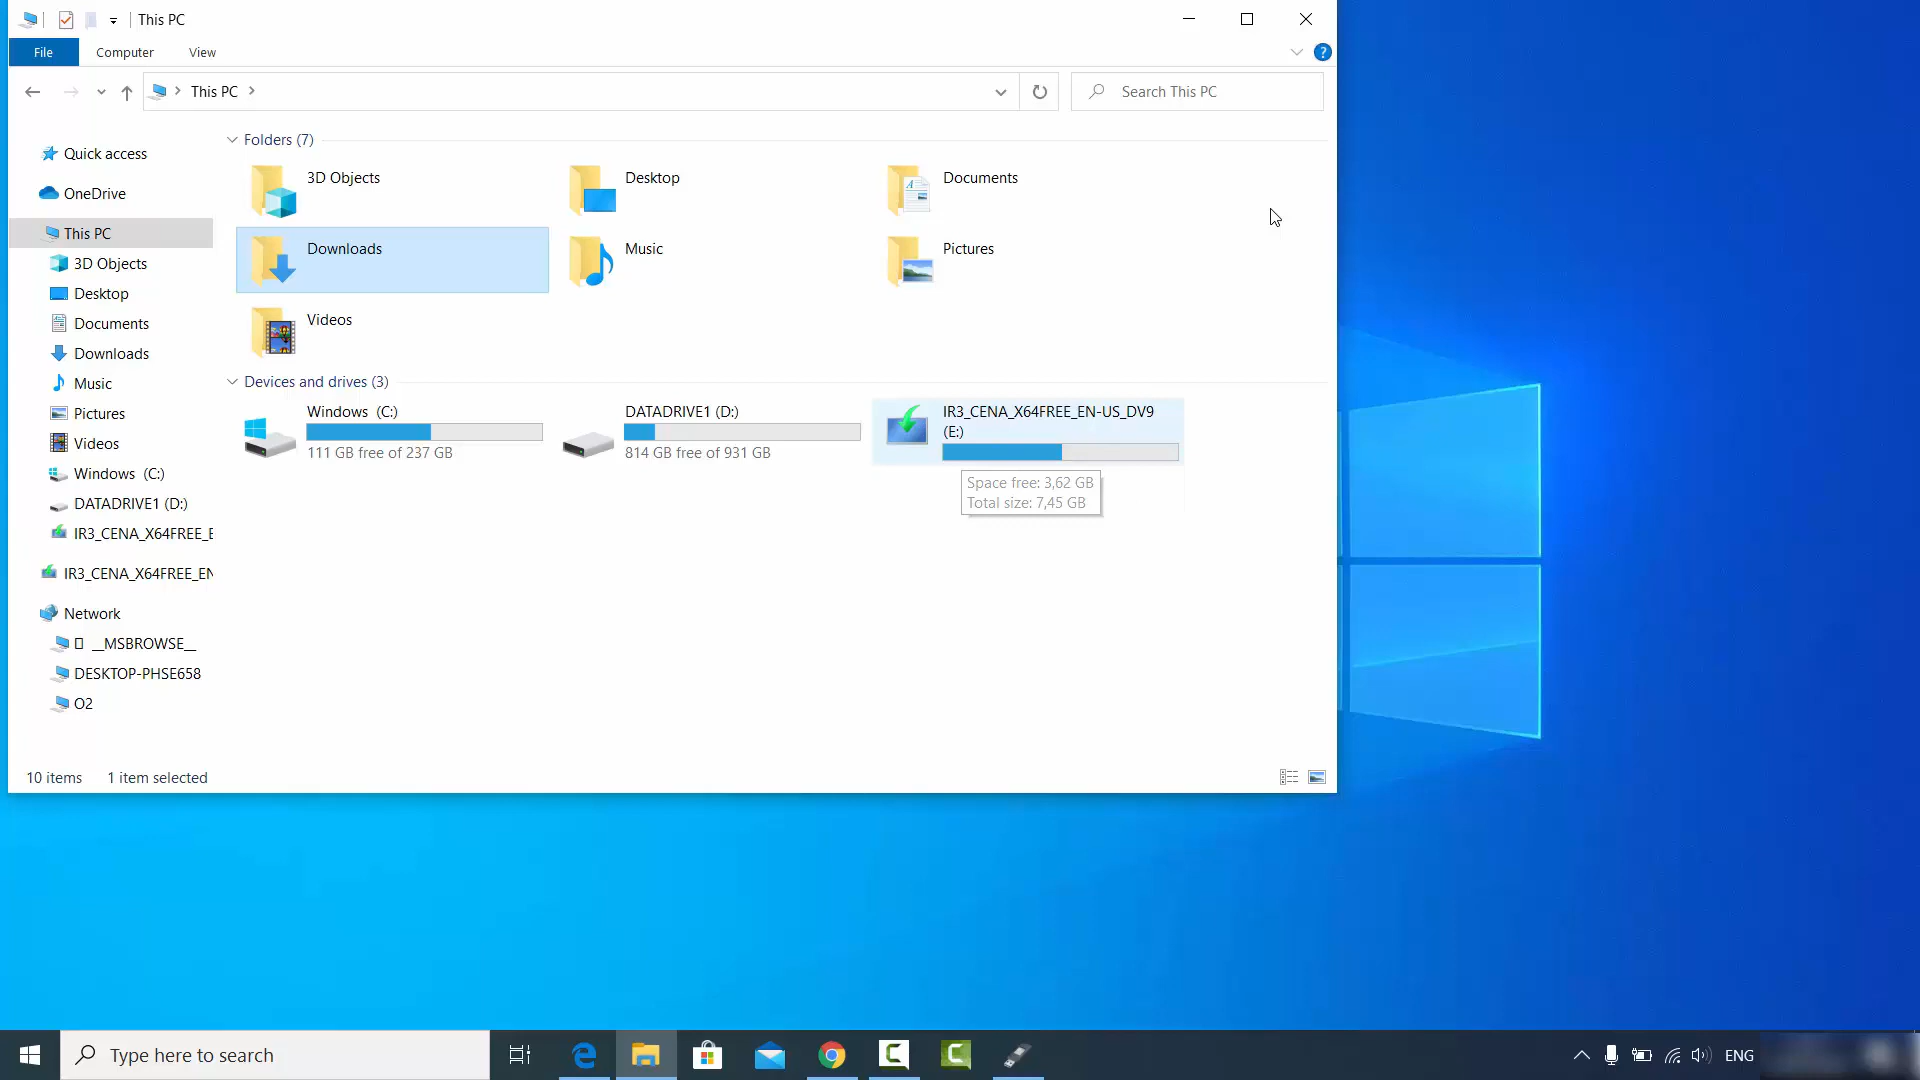 This PC
File
Computer
View
This PC
Search This PC
Quick access
OneDrive
This PC
3D Objects
Desktop
Documents
Downloads
Music
Pictures
Videos
Windows (C:)
DATADRIVE1 (D:)
IR3_CENA_X64FREE_E
IR3_CENA_X64FREE_EN
Network
__MSBROWSE__
DESKTOP-PHSE658
O2
Folders (7)
3D Objects
Desktop
Documents
Downloads
Music
Pictures
Videos
Devices and drives (3)
Windows (C:)
111 GB free of 237 GB
DATADRIVE1 (D:)
814 GB free of 931 GB
IR3_CENA_X64FREE_EN-US_DV9
(E:)
Space free: 3,62 GB
Total size: 7,45 GB
10 items
1 item selected
Type here to search
ENG